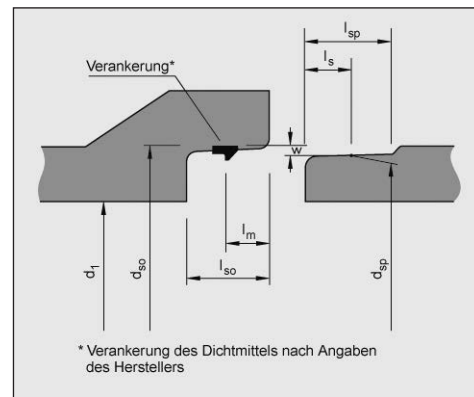 l_sp
l_s
Verankerung*
w
l_m
l_so
d_1
d_so
d_sp
* Verankerung des Dichtmittels nach Angaben
des Herstellers